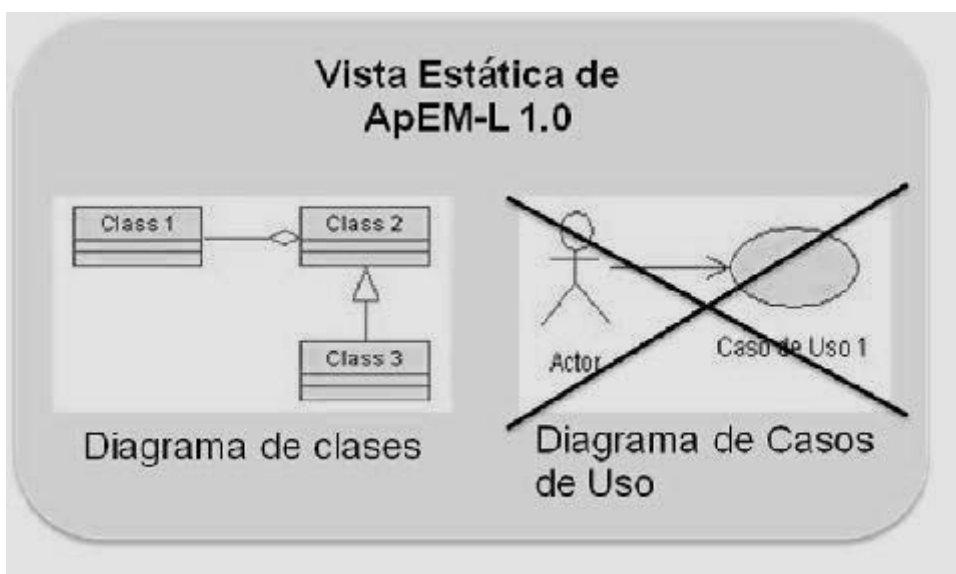 Vista Estática de
ApEM-L 1.0
Class 1
Class 2
Class 3
Actor
Caso de Uso 1
Diagrama de clases
Diagrama de Casos
de Uso